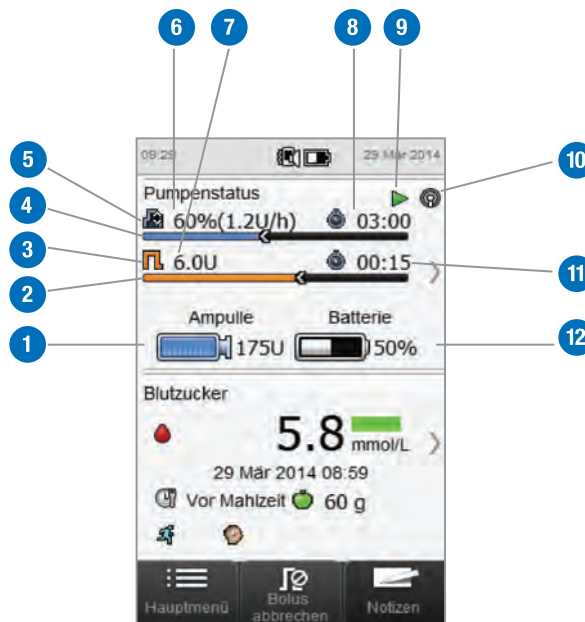 6 7 8 9
09:29 29 Mär 2014
5 10
Pumpenstatus
4 60%(1.2U/h) 03:00
3 6.0U 00:15 11
2
Ampulle Batterie
1 175U 50% 12
Blutzucker
5.8 mmol/L
29 Mär 2014 08:59
Vor Mahlzeit 60 g
Hauptmenü Bolus abbrechen Notizen